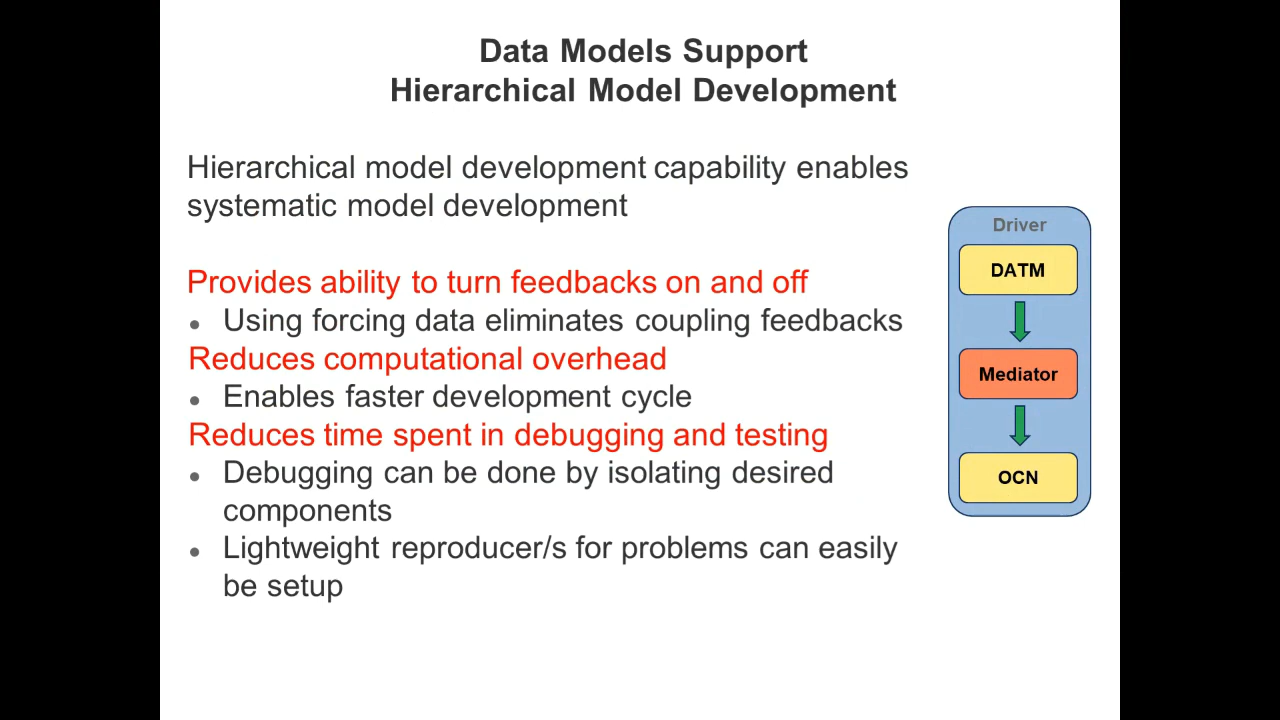 Data Models Support
Hierarchical Model Development
Hierarchical model development capability enables
systematic model development
Provides ability to turn feedbacks on and off
● Using forcing data eliminates coupling feedbacks
Reduces computational overhead
● Enables faster development cycle
Reduces time spent in debugging and testing
● Debugging can be done by isolating desired
components
● Lightweight reproducer/s for problems can easily
be setup
Driver
DATM
Mediator
OCN